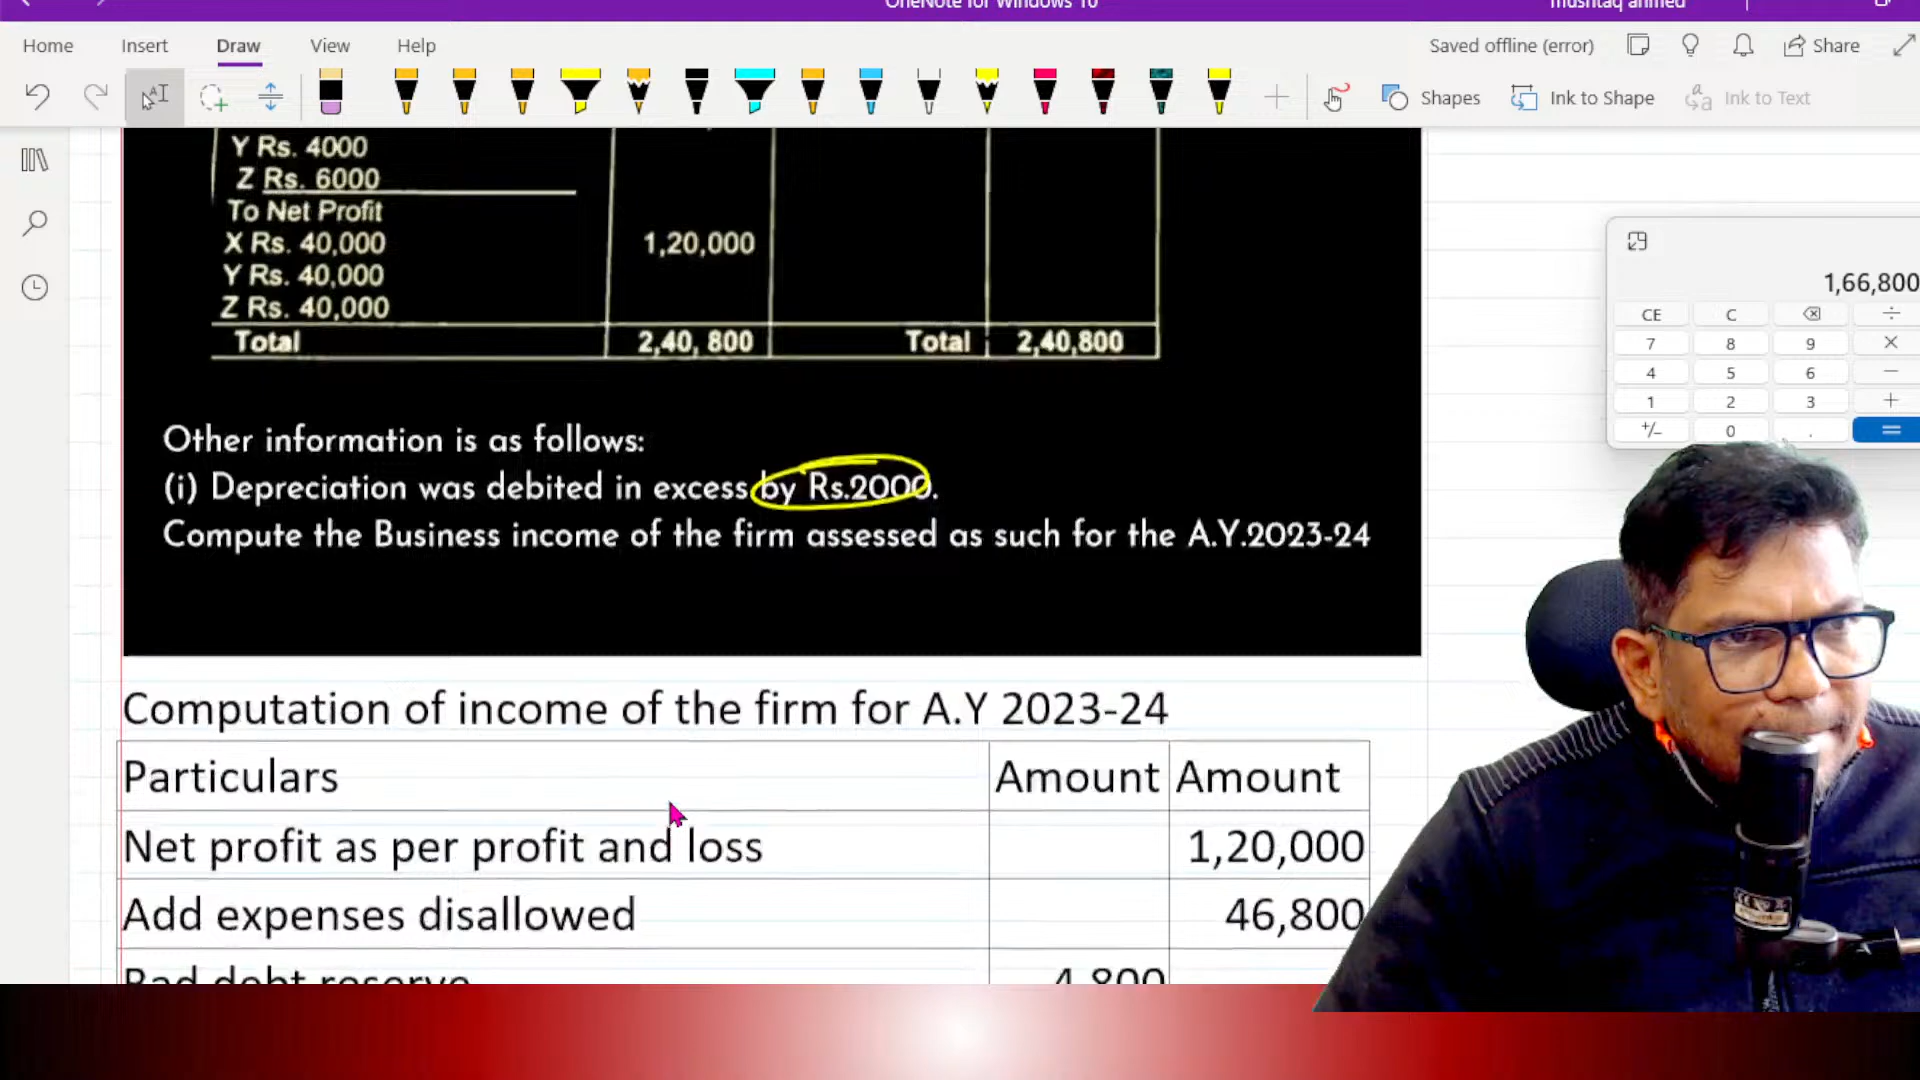 OneNote for Windows 10
mushtaq ahmed
Home Insert Draw View Help
Saved offline (error)
Share
Shapes
Ink to Shape
Ink to Text
Y Rs. 4000
Z Rs. 6000
To Net Profit
X Rs. 40,000 1,20,000
Y Rs. 40,000
Z Rs. 40,000
Total 2,40, 800 Total 2,40,800
Other information is as follows:
(i) Depreciation was debited in excess by Rs.2000.
Compute the Business income of the firm assessed as such for the A.Y.2023-24
Computation of income of the firm for A.Y 2023-24
Particulars Amount Amount
Net profit as per profit and loss 1,20,000
Add expenses disallowed 46,800
Bad debt reserve 4,800
1,66,800
CE C ⌫ ÷
7 8 9 ×
4 5 6 −
1 2 3 +
+/− 0 . =